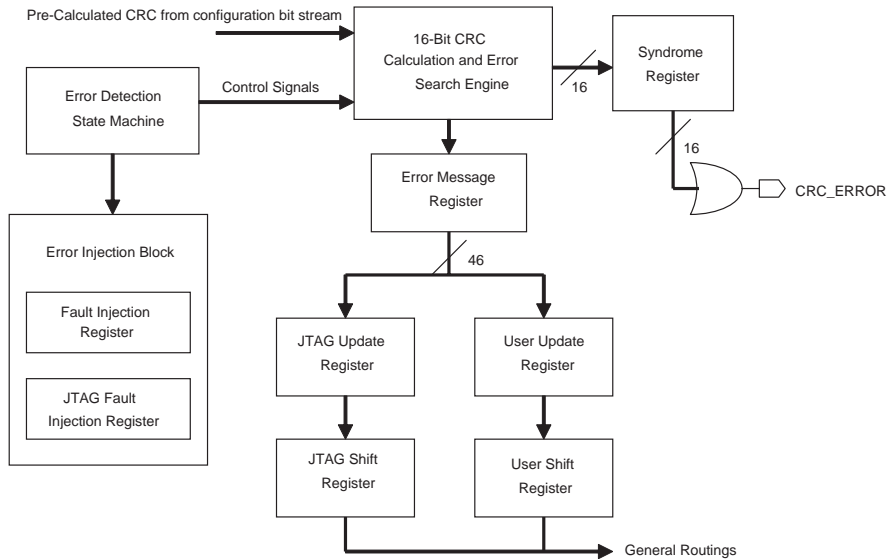 Pre-Calculated CRC from configuration bit stream
16-Bit CRC
Calculation and Error
Search Engine
Syndrome
Register
Error Detection
State Machine
Control Signals
16
16
Error Message
Register
CRC_ERROR
Error Injection Block
46
Fault Injection
Register
JTAG Update
Register
User Update
Register
JTAG Fault
Injection Register
JTAG Shift
Register
User Shift
Register
General Routings